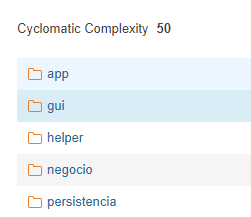 Cyclomatic Complexity 50
app
gui
helper
negocio
persistencia